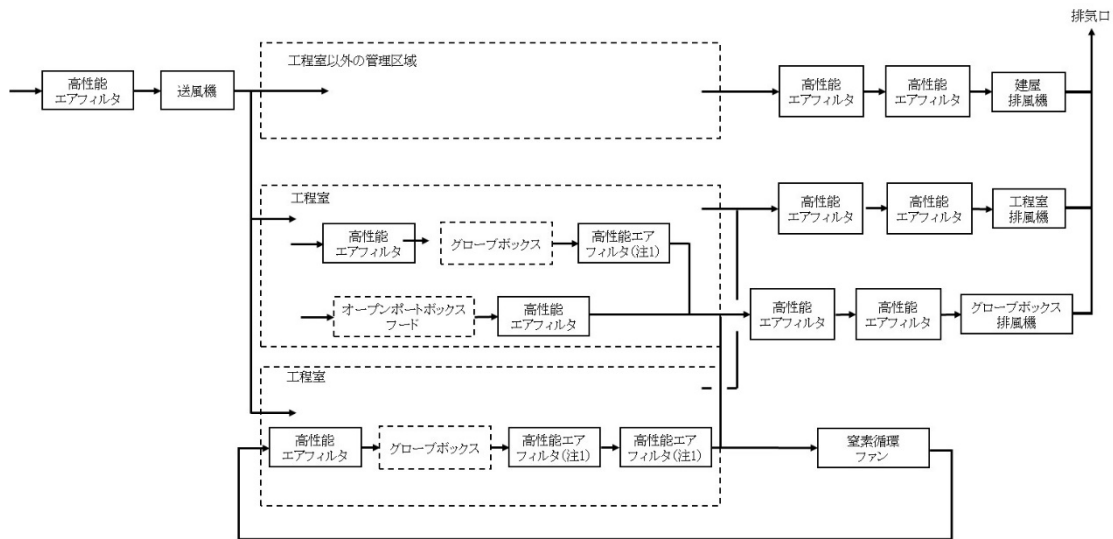 排気口
工程室以外の管理区域
高性能
エアフィルタ
送風機
高性能
エアフィルタ
高性能
エアフィルタ
建屋
排風機
工程室
高性能
エアフィルタ
グローブボックス
高性能エア
フィルタ(注1)
高性能
エアフィルタ
高性能
エアフィルタ
工程室
排風機
オープンポートボックス
フード
高性能
エアフィルタ
高性能
エアフィルタ
高性能
エアフィルタ
グローブボックス
排風機
工程室
高性能
エアフィルタ
グローブボックス
高性能エア
フィルタ(注1)
高性能エア
フィルタ(注1)
窒素循環
ファン